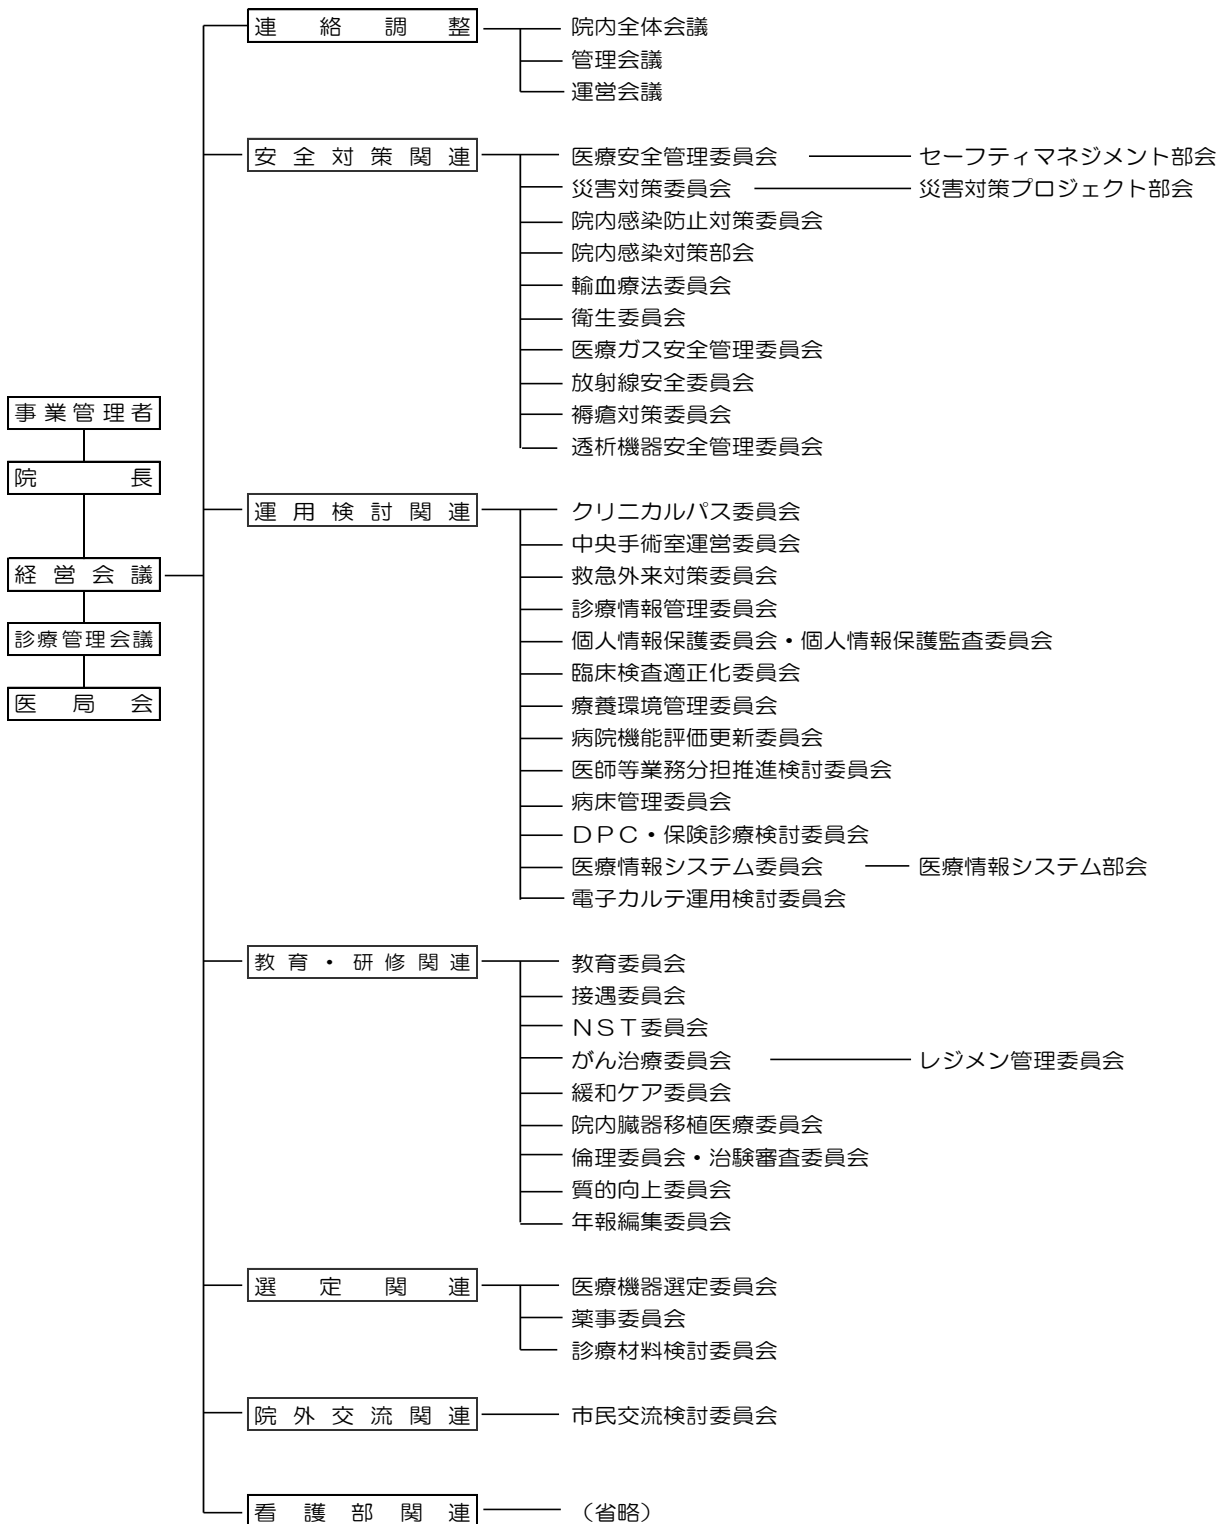 事業管理者
院長
経営会議
診療管理会議
医局会
連絡調整
院内全体会議
管理会議
運営会議
安全対策関連
医療安全管理委員会 セーフティマネジメント部会
災害対策委員会 災害対策プロジェクト部会
院内感染防止対策委員会
院内感染対策部会
輸血療法委員会
衛生委員会
医療ガス安全管理委員会
放射線安全委員会
褥瘡対策委員会
透析機器安全管理委員会
運用検討関連
クリニカルパス委員会
中央手術室運営委員会
救急外来対策委員会
診療情報管理委員会
個人情報保護委員会・個人情報保護監査委員会
臨床検査適正化委員会
療養環境管理委員会
病院機能評価更新委員会
医師等業務分担推進検討委員会
病床管理委員会
ＤＰＣ・保険診療検討委員会
医療情報システム委員会 医療情報システム部会
電子カルテ運用検討委員会
教育・研修関連
教育委員会
接遇委員会
ＮＳＴ委員会
がん治療委員会 レジメン管理委員会
緩和ケア委員会
院内臓器移植医療委員会
倫理委員会・治験審査委員会
質的向上委員会
年報編集委員会
選定関連
医療機器選定委員会
薬事委員会
診療材料検討委員会
院外交流関連
市民交流検討委員会
看護部関連
（省略）